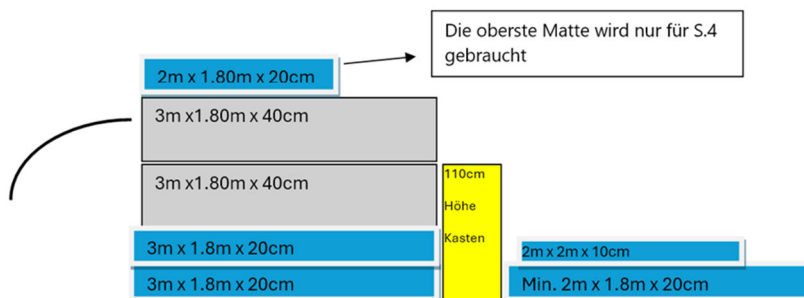 Die oberste Matte wird nur für S.4
gebraucht
2m x 1.80m x 20cm
3m x1.80m x 40cm
3m x1.80m x 40cm
110cm
Höhe
Kasten
3m x 1.8m x 20cm
2m x 2m x 10cm
3m x 1.8m x 20cm
Min. 2m x 1.8m x 20cm